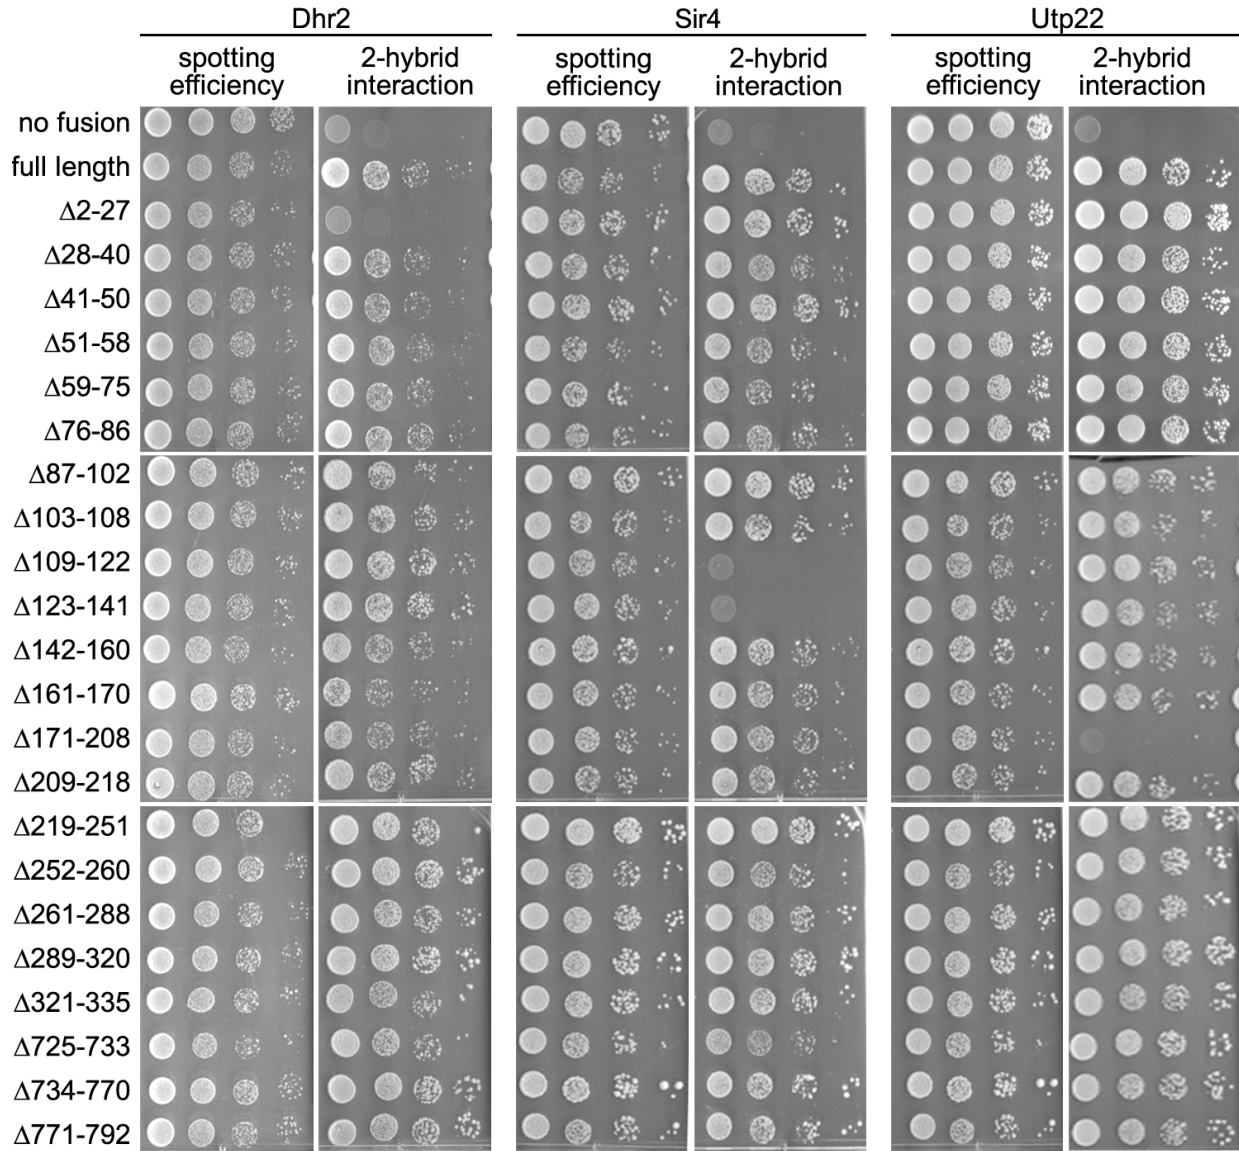 Dhr2 Sir4 Utp22
spotting efficiency 2-hybrid interaction spotting efficiency 2-hybrid interaction spotting efficiency 2-hybrid interaction
no fusion
full length
Δ2-27
Δ28-40
Δ41-50
Δ51-58
Δ59-75
Δ76-86
Δ87-102
Δ103-108
Δ109-122
Δ123-141
Δ142-160
Δ161-170
Δ171-208
Δ209-218
Δ219-251
Δ252-260
Δ261-288
Δ289-320
Δ321-335
Δ725-733
Δ734-770
Δ771-792